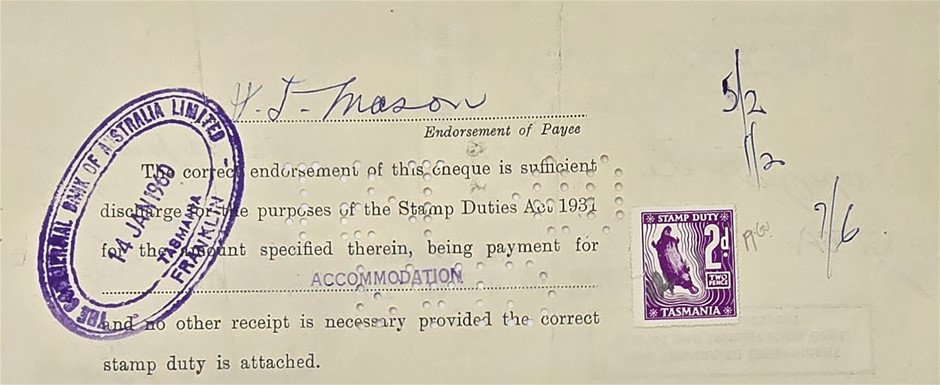 H. J. Mason
Endorsement of Payee
The correct endorsement of this cheque is sufficient
discharge for the purposes of the Stamp Duties Act 1931
for the amount specified therein, being payment for
ACCOMMODATION
and no other receipt is necessary provided the correct
stamp duty is attached.
THE COMMERCIAL BANK OF AUSTRALIA LIMITED
14 JAN 1960
TASMANIA
FRANKLIN
STAMP DUTY
2d.
TWO
PENCE
TASMANIA
5/2
1/2
7/6